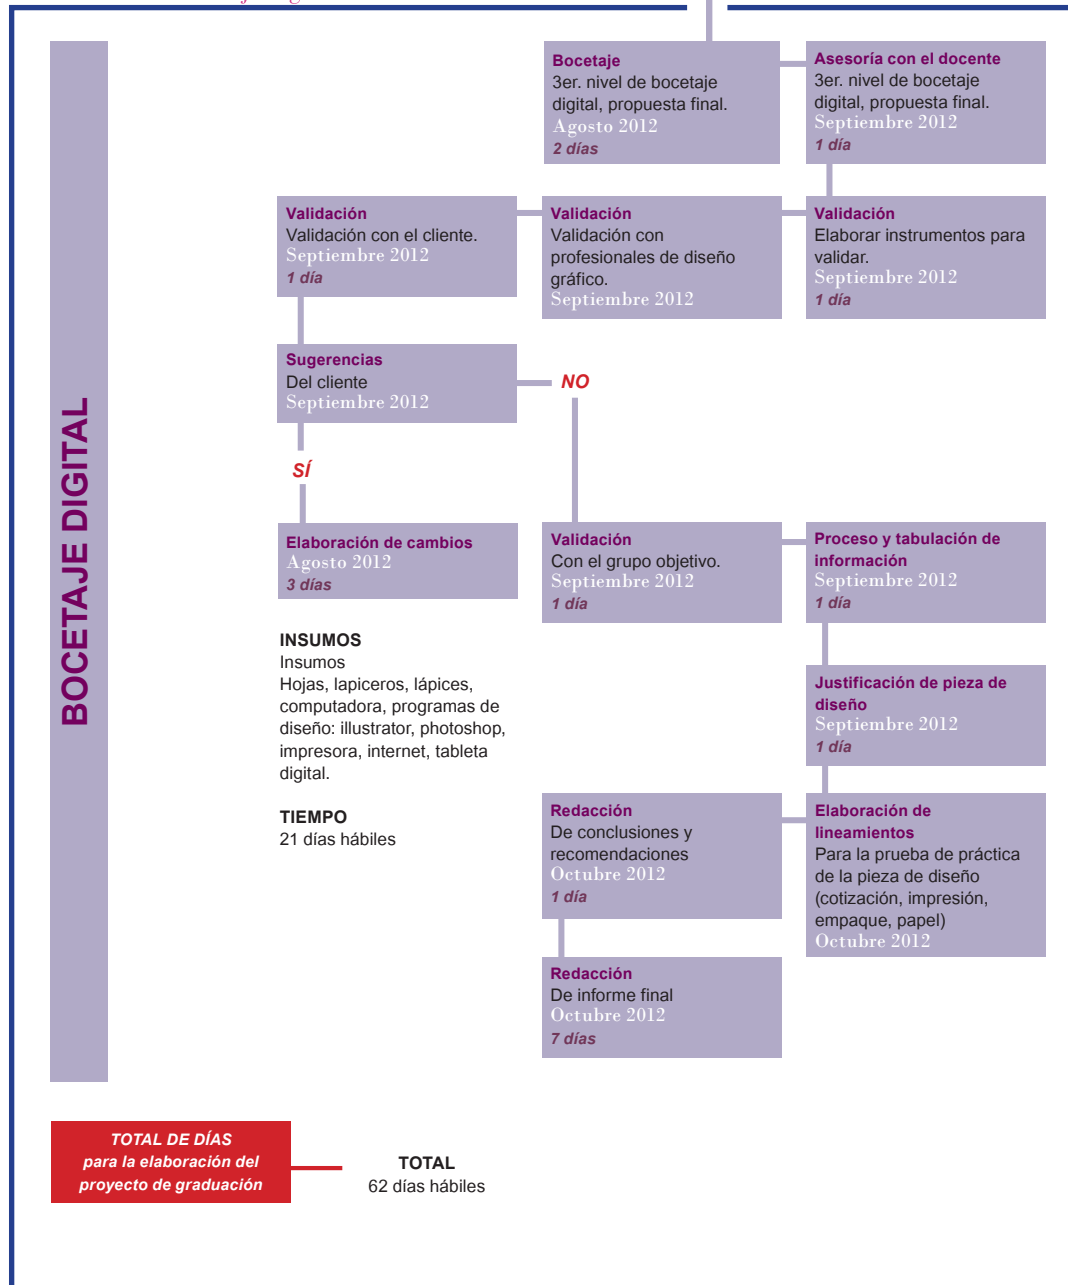 BOCETAJE DIGITAL
Bocetaje
3er. nivel de bocetaje
digital, propuesta final.
Agosto 2012
2 días
Asesoría con el docente
3er. nivel de bocetaje
digital, propuesta final.
Septiembre 2012
1 día
Validación
Validación con el cliente.
Septiembre 2012
1 día
Validación
Validación con
profesionales de diseño
gráfico.
Septiembre 2012
Validación
Elaborar instrumentos para
validar.
Septiembre 2012
1 día
Sugerencias
Del cliente
Septiembre 2012
NO
SÍ
Elaboración de cambios
Agosto 2012
3 días
Validación
Con el grupo objetivo.
Septiembre 2012
1 día
Proceso y tabulación de
información
Septiembre 2012
1 día
INSUMOS
Insumos
Hojas, lapiceros, lápices,
computadora, programas de
diseño: illustrator, photoshop,
impresora, internet, tableta
digital.
TIEMPO
21 días hábiles
Justificación de pieza de
diseño
Septiembre 2012
1 día
Redacción
De conclusiones y
recomendaciones
Octubre 2012
1 día
Elaboración de
lineamientos
Para la prueba de práctica
de la pieza de diseño
(cotización, impresión,
empaque, papel)
Octubre 2012
Redacción
De informe final
Octubre 2012
7 días
TOTAL DE DÍAS
para la elaboración del
proyecto de graduación
TOTAL
62 días hábiles